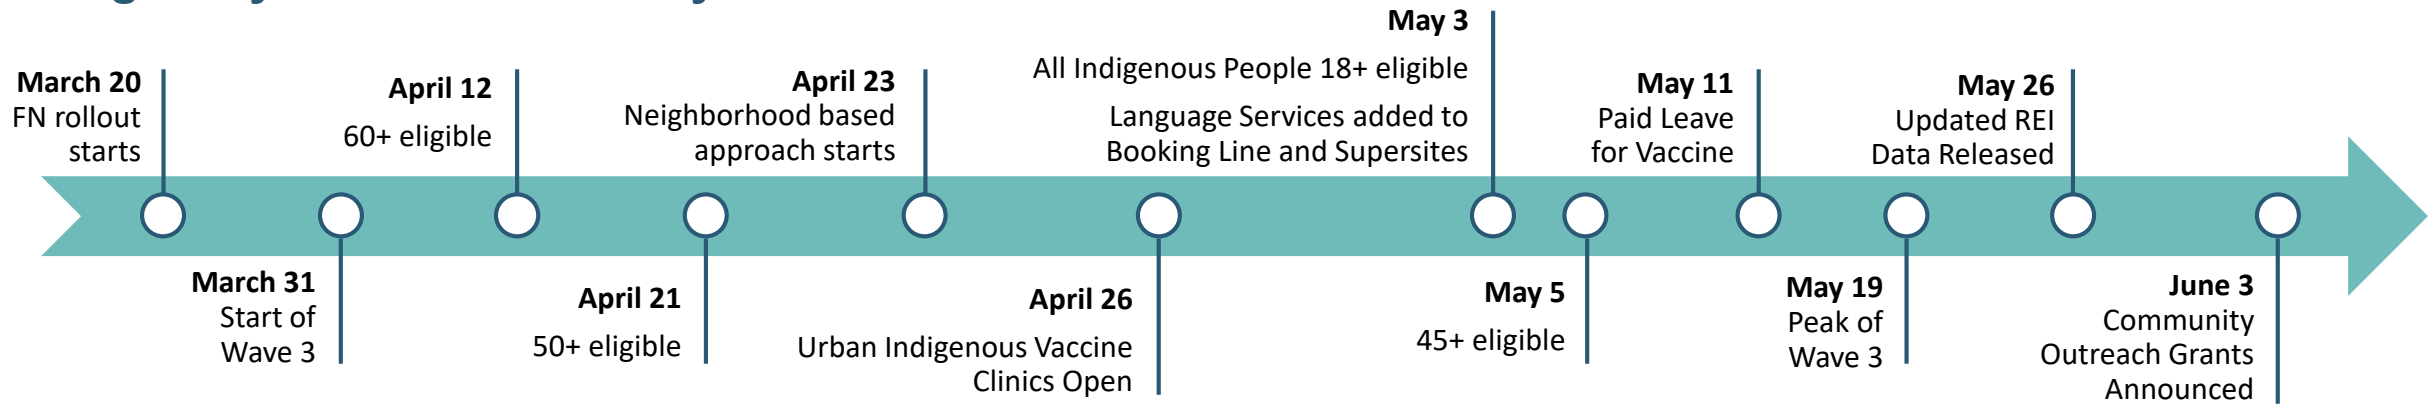 March 20
FN rollout
starts
March 31
Start of
Wave 3
April 12
60+ eligible
April 21
50+ eligible
April 23
Neighborhood based
approach starts
April 26
Urban Indigenous Vaccine
Clinics Open
May 3
All Indigenous People 18+ eligible
Language Services added to
Booking Line and Supersites
May 5
45+ eligible
May 11
Paid Leave
for Vaccine
May 19
Peak of
Wave 3
May 26
Updated REI
Data Released
June 3
Community
Outreach Grants
Announced